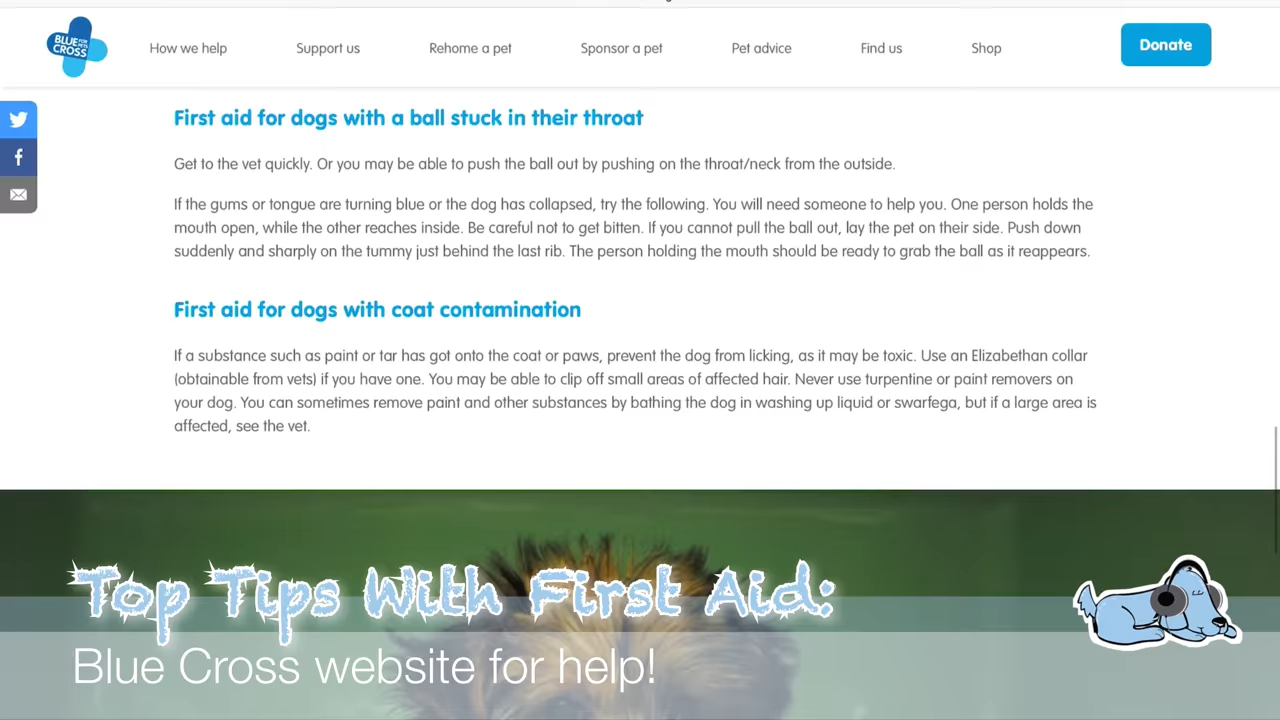 BLUE FOR PETS
CROSS
How we help
Support us
Rehome a pet
Sponsor a pet
Pet advice
Find us
Shop
Donate
First aid for dogs with a ball stuck in their throat
Get to the vet quickly. Or you may be able to push the ball out by pushing on the throat/neck from the outside.
If the gums or tongue are turning blue or the dog has collapsed, try the following. You will need someone to help you. One person holds the
mouth open, while the other reaches inside. Be careful not to get bitten. If you cannot pull the ball out, lay the pet on their side. Push down
suddenly and sharply on the tummy just behind the last rib. The person holding the mouth should be ready to grab the ball as it reappears.
First aid for dogs with coat contamination
If a substance such as paint or tar has got onto the coat or paws, prevent the dog from licking, as it may be toxic. Use an Elizabethan collar
(obtainable from vets) if you have one. You may be able to clip off small areas of affected hair. Never use turpentine or paint removers on
your dog. You can sometimes remove paint and other substances by bathing the dog in washing up liquid or swarfega, but if a large area is
affected, see the vet.
Top Tips With First Aid:
Blue Cross website for help!